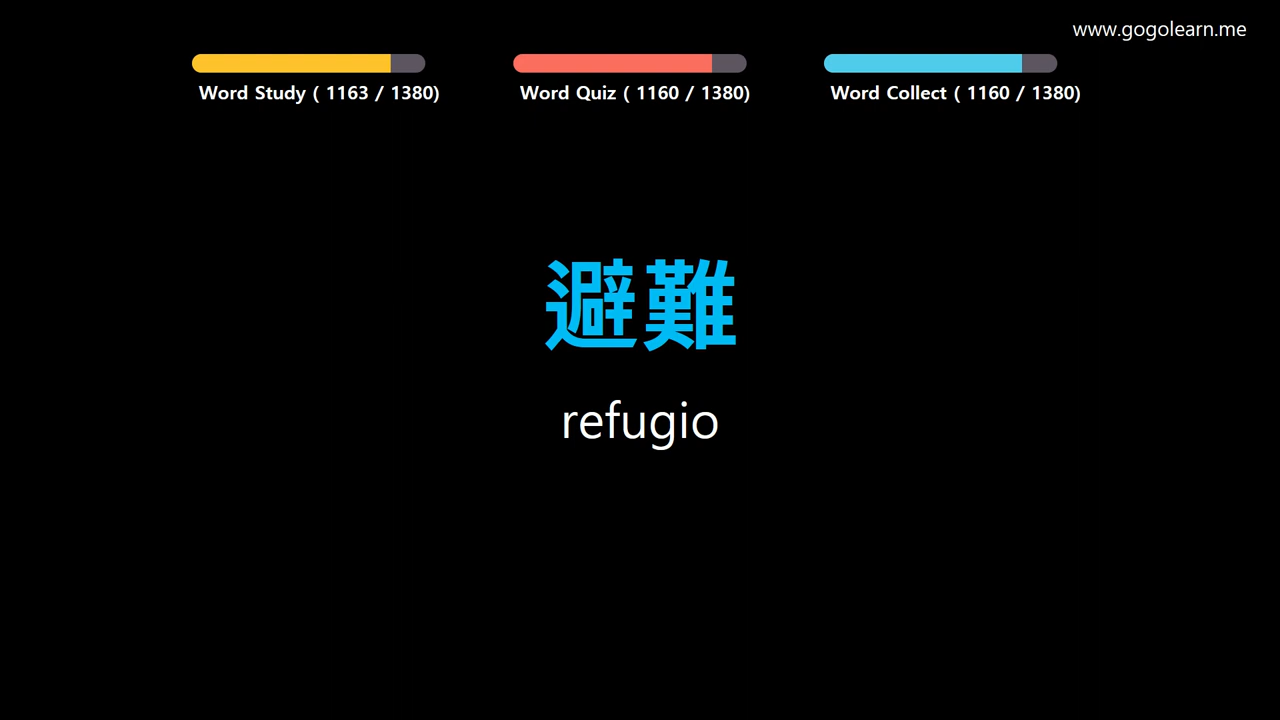 www.gogolearn.me
Word Study ( 1163 / 1380)
Word Quiz ( 1160 / 1380)
Word Collect ( 1160 / 1380)
避難
refugio